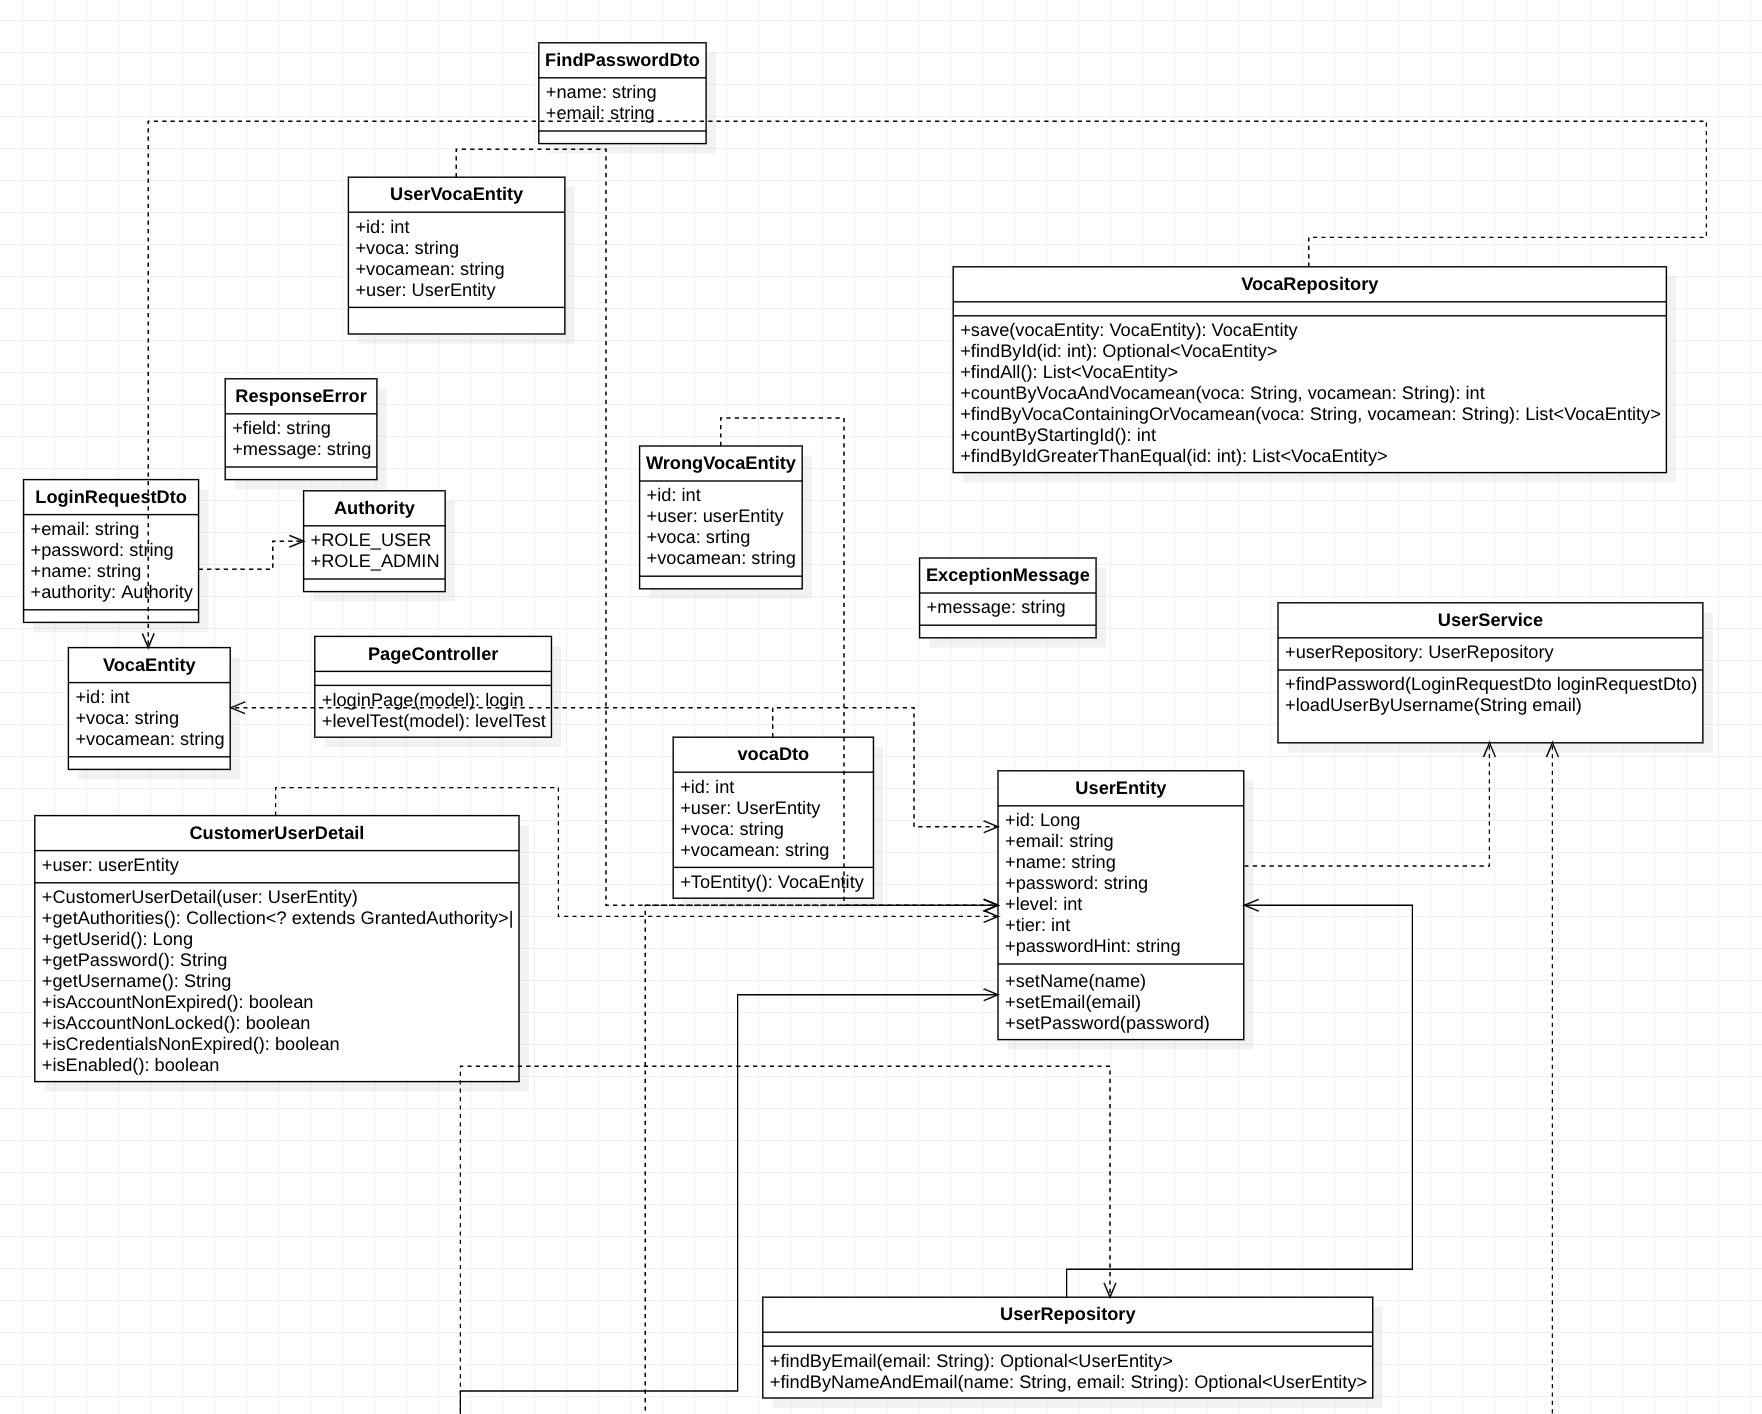 FindPasswordDto
+name: string
+email: string
UserVocaEntity
+id: int
+voca: string
+vocamean: string
+user: UserEntity
VocaRepository
+save(vocaEntity: VocaEntity): VocaEntity
+findById(id: int): Optional<VocaEntity>
+findAll(): List<VocaEntity>
+countByVocaAndVocamean(voca: String, vocamean: String): int
+findByVocaContainingOrVocamean(voca: String, vocamean: String): List<VocaEntity>
+countByStartingId(): int
+findByIdGreaterThanEqual(id: int): List<VocaEntity>
ResponseError
+field: string
+message: string
LoginRequestDto
+email: string
+password: string
+name: string
+authority: Authority
Authority
+ROLE_USER
+ROLE_ADMIN
WrongVocaEntity
+id: int
+user: userEntity
+voca: srting
+vocamean: string
ExceptionMessage
+message: string
UserService
+userRepository: UserRepository
+findPassword(LoginRequestDto loginRequestDto)
+loadUserByUsername(String email)
VocaEntity
+id: int
+voca: string
+vocamean: string
PageController
+loginPage(model): login
+levelTest(model): levelTest
vocaDto
+id: int
+user: UserEntity
+voca: string
+vocamean: string
+ToEntity(): VocaEntity
UserEntity
+id: Long
+email: string
+name: string
+password: string
+level: int
+tier: int
+passwordHint: string
+setName(name)
+setEmail(email)
+setPassword(password)
CustomerUserDetail
+user: userEntity
+CustomerUserDetail(user: UserEntity)
+getAuthorities(): Collection<? extends GrantedAuthority>|
+getUserid(): Long
+getPassword(): String
+getUsername(): String
+isAccountNonExpired(): boolean
+isAccountNonLocked(): boolean
+isCredentialsNonExpired(): boolean
+isEnabled(): boolean
UserRepository
+findByEmail(email: String): Optional<UserEntity>
+findByNameAndEmail(name: String, email: String): Optional<UserEntity>